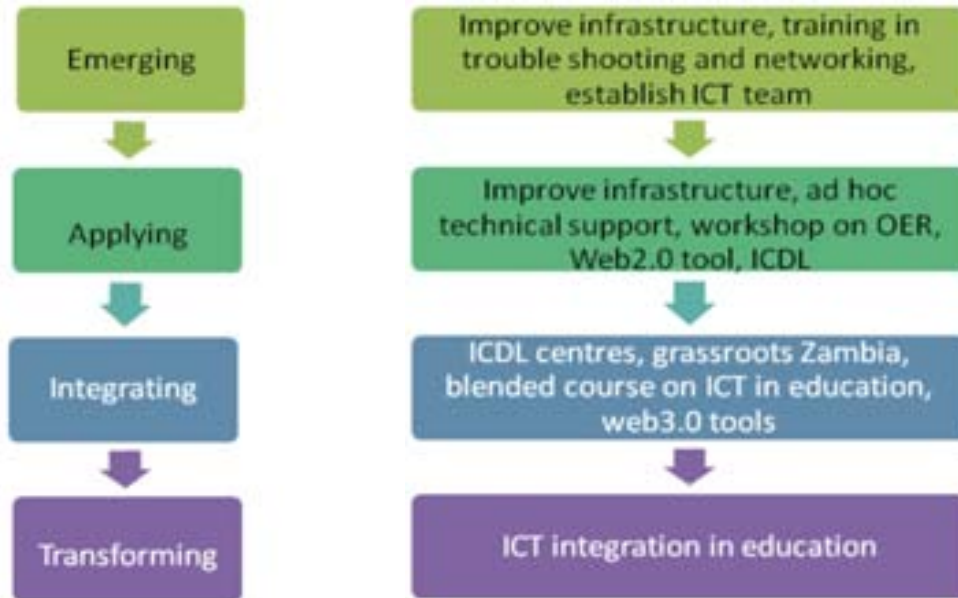 Emerging
Improve infrastructure, training in
trouble shooting and networking,
establish ICT team
Applying
Improve infrastructure, ad hoc
technical support, workshop on OER,
Web2.0 tool, ICDL
Integrating
ICDL centres, grassroots Zambia,
blended course on ICT in education,
web3.0 tools
Transforming
ICT integration in education